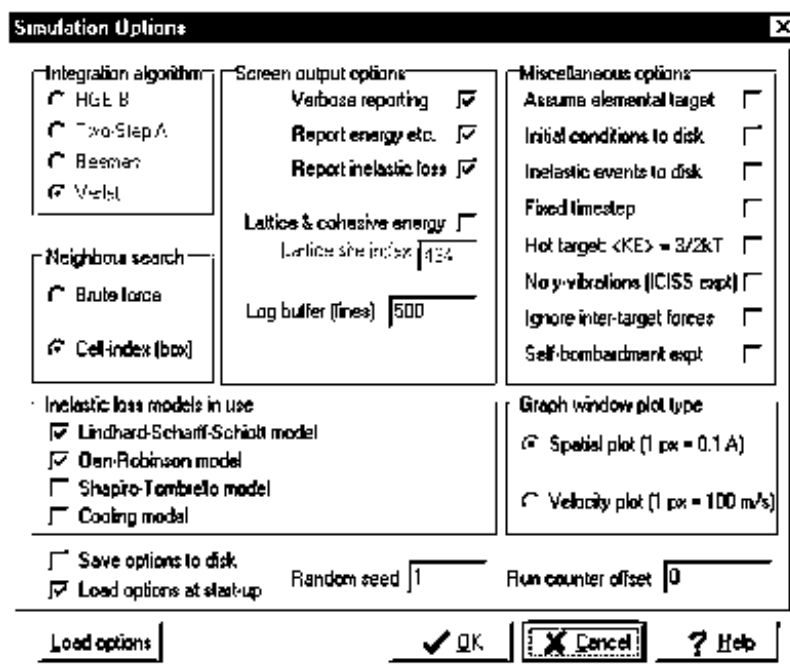 Simulation Options
Integration algorithm
HGE B
Two-Step A
Beeman
Verlet
Neighbour search
Brute force
Cell-index (box)
Screen output options
Verbose reporting
Report energy etc.
Report inelastic loss
Lattice & cohesive energy
Lattice site index 434
Log buffer (lines) 500
Miscellaneous options
Assume elemental target
Initial conditions to disk
Inelastic events to disk
Fixed timestep
Hot target: <KE> = 3/2kT
No y-vibrations (ICISS expt)
Ignore inter-target forces
Self-bombardment expt
Inelastic loss models in use
Lindhard-Scharff-Schiott model
Oen-Robinson model
Shapiro-Tombrello model
Cooling model
Graph window plot type
Spatial plot (1 px = 0.1 A)
Velocity plot (1 px = 100 m/s)
Save options to disk
Load options at start-up
Random seed 1
Run counter offset 0
Load options
OK
Cancel
? Help